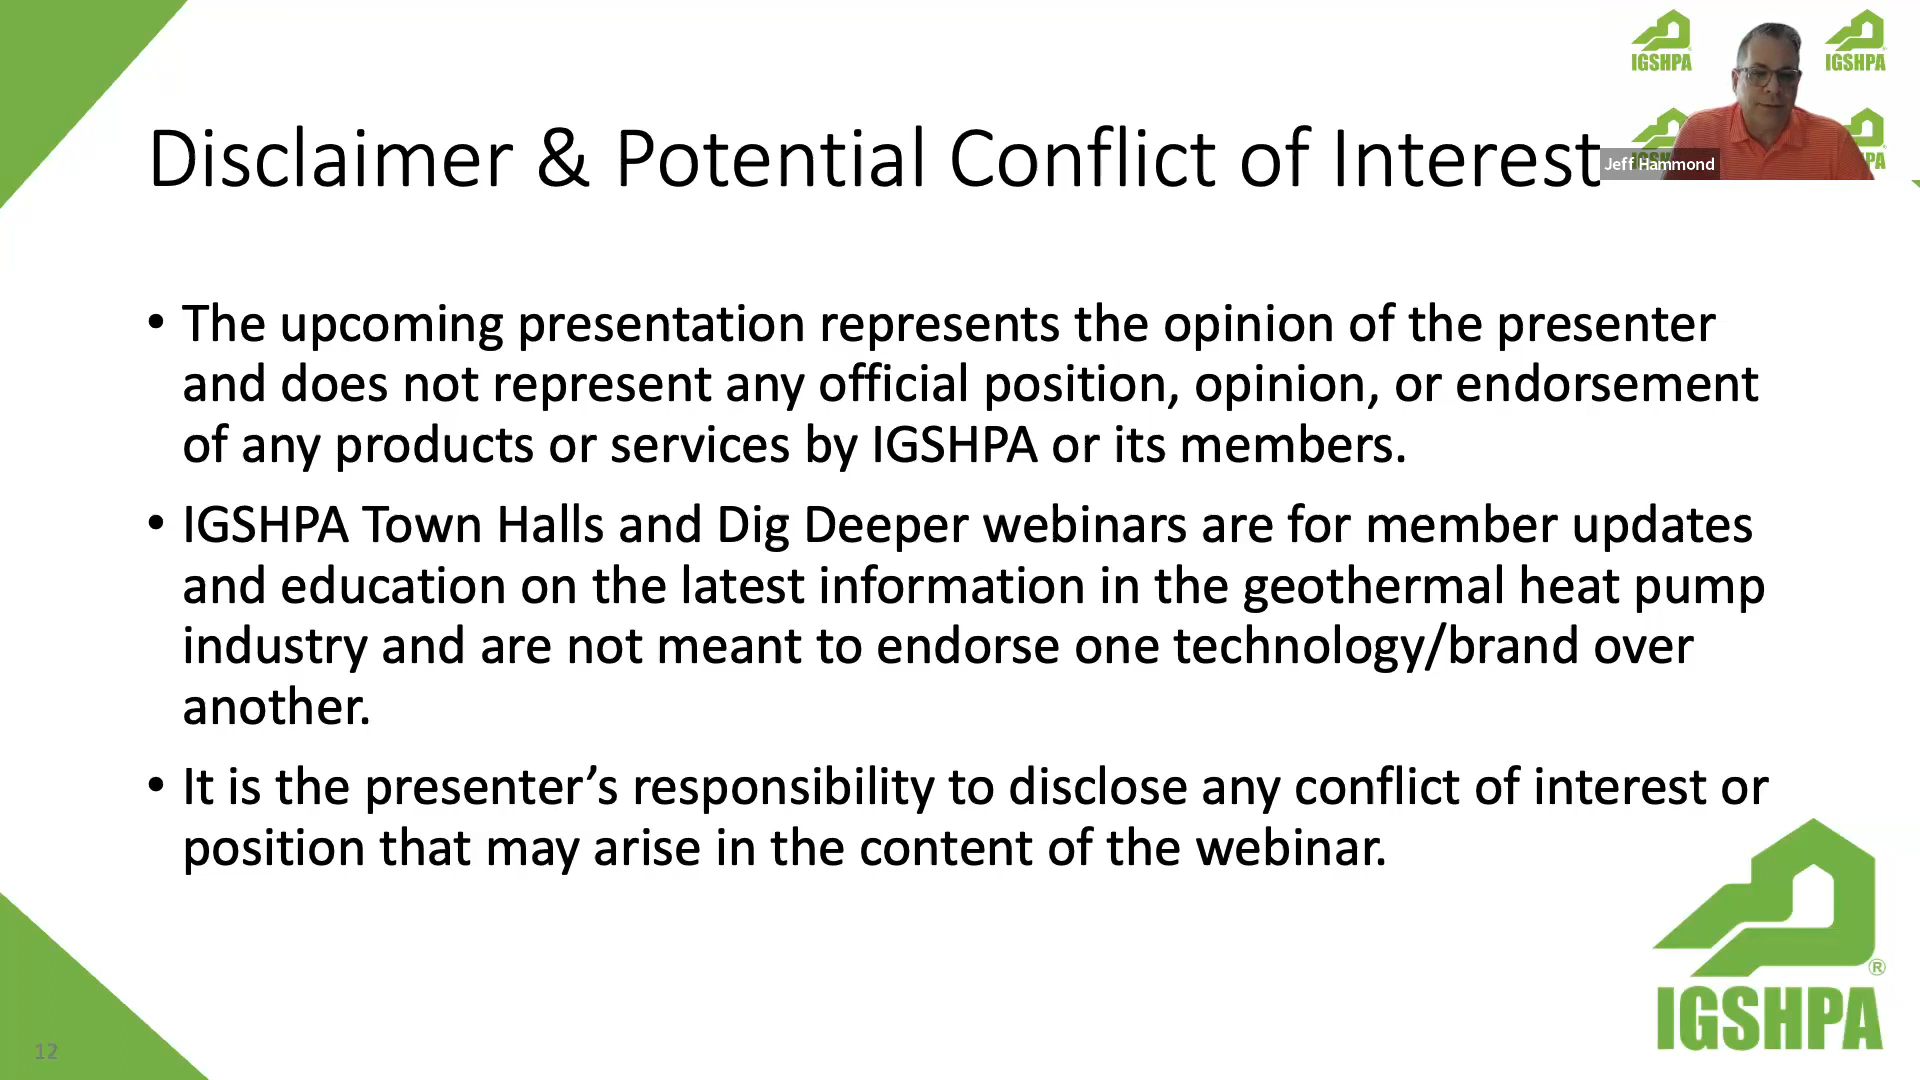 IGSHPA IGSHPA
Disclaimer & Potential Conflict of Interest
Jeff Hammond
• The upcoming presentation represents the opinion of the presenter
and does not represent any official position, opinion, or endorsement
of any products or services by IGSHPA or its members.
• IGSHPA Town Halls and Dig Deeper webinars are for member updates
and education on the latest information in the geothermal heat pump
industry and are not meant to endorse one technology/brand over
another.
• It is the presenter’s responsibility to disclose any conflict of interest or
position that may arise in the content of the webinar.
®
IGSHPA
12